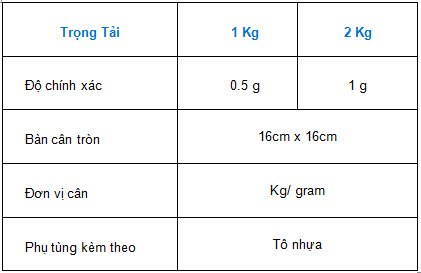 Trọng Tải 1 Kg 2 Kg
Độ chính xác 0.5 g 1 g
Bàn cân tròn 16cm x 16cm
Đơn vị cân Kg/ gram
Phụ tùng kèm theo Tô nhựa